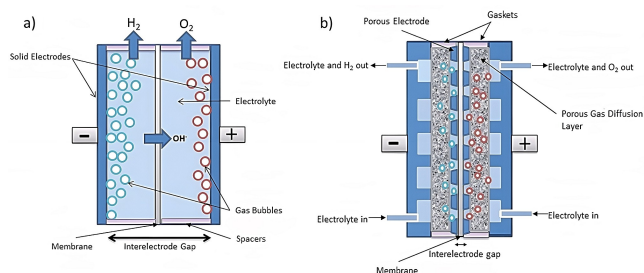 a)
H₂
O₂
Solid Electrodes
Electrolyte
-
OH⁻
+
Gas Bubbles
Membrane
Interelectrode Gap
Spacers
b)
Gaskets
Porous Electrode
Electrolyte and H₂ out
Electrolyte and O₂ out
Porous Gas Diffusion
Layer
-
+
Electrolyte in
Electrolyte in
Interelectrode gap
Membrane